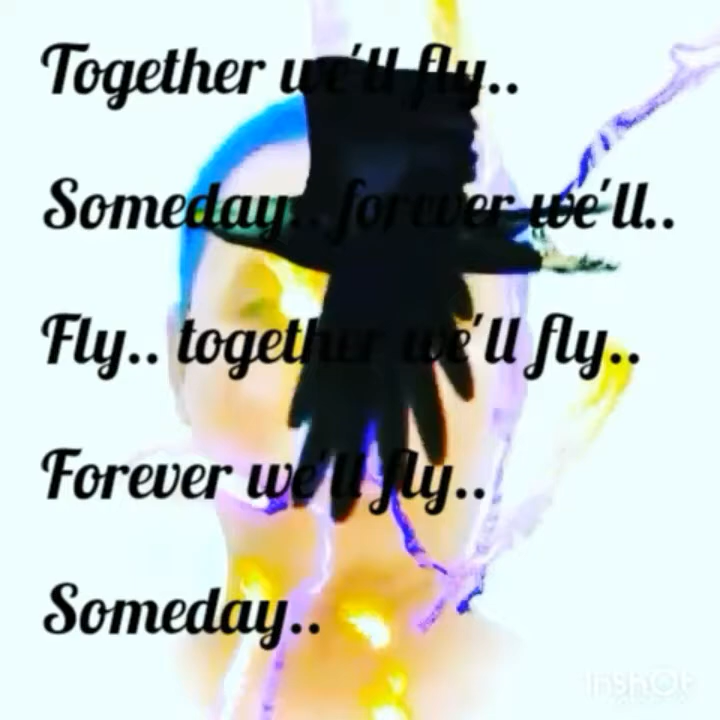 Together we'll fly..
Someday.. forever we'll..
Fly.. together we'll fly..
Forever we'll fly..
Someday..
InShOt